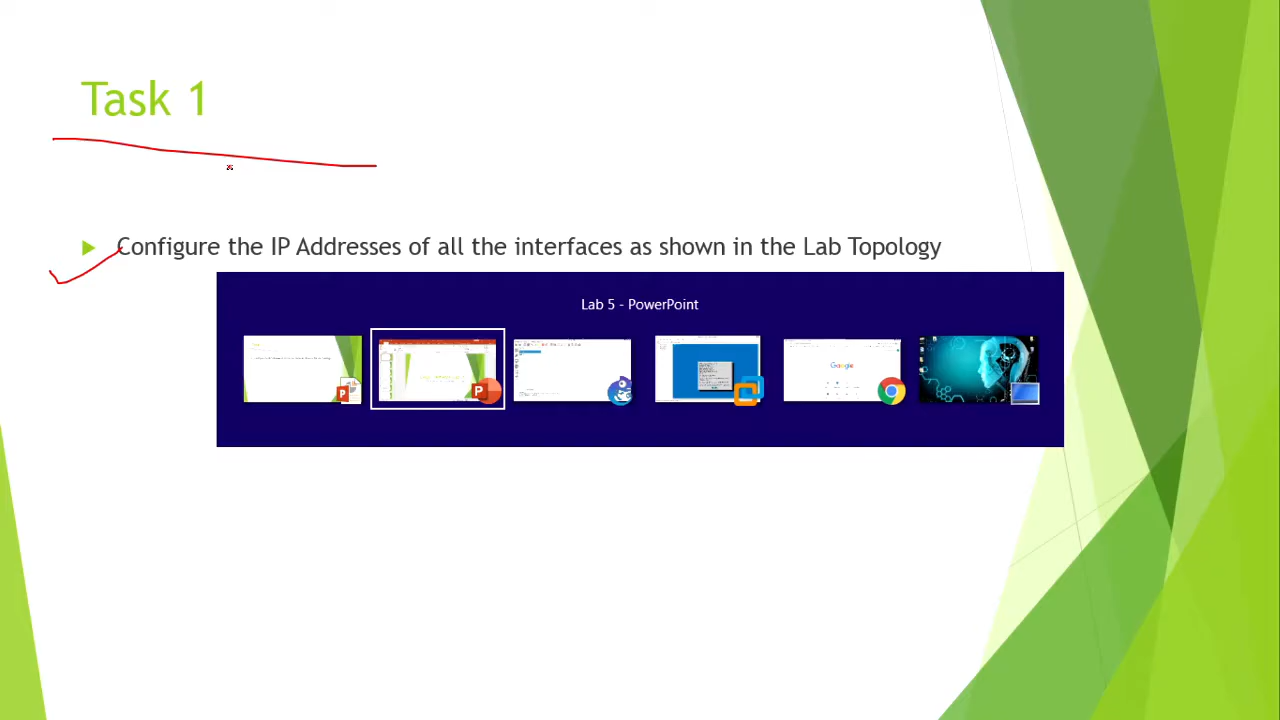 Task 1
Configure the IP Addresses of all the interfaces as shown in the Lab Topology
Lab 5 - PowerPoint
Google